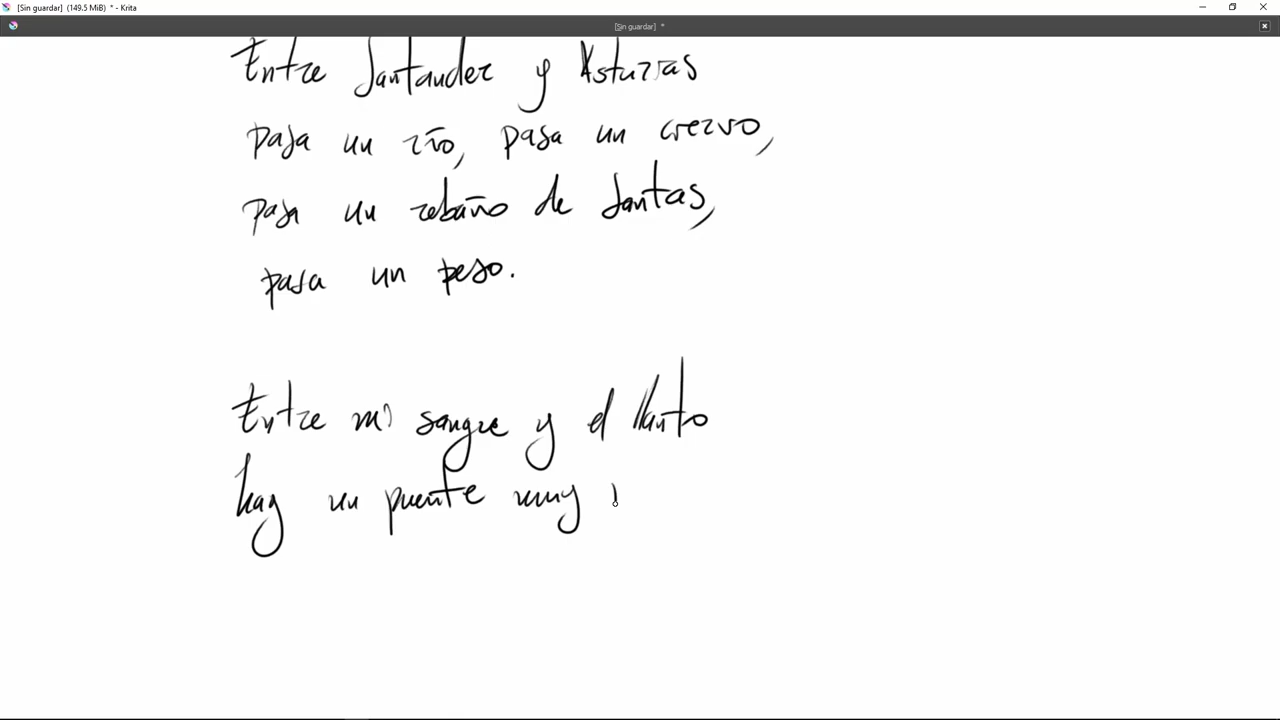 [Sin guardar] (149.5 MiB) * - Krita
[Sin guardar] *
Entre Santander y Asturias
pasa un río, pasa un cierzo,
pasa un rebaño de Santas,
pasa un peso.
Entre mi sangre y el llanto
hay un puente muy